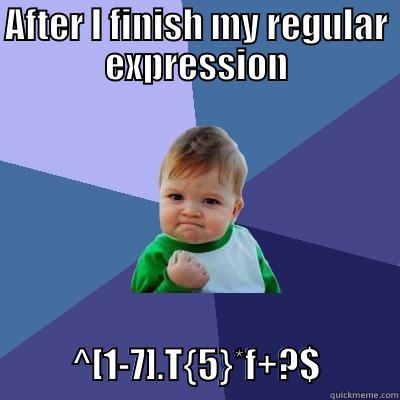 After I finish my regular
expression
^[1-7].T{5}*f+?$
quickmeme.com